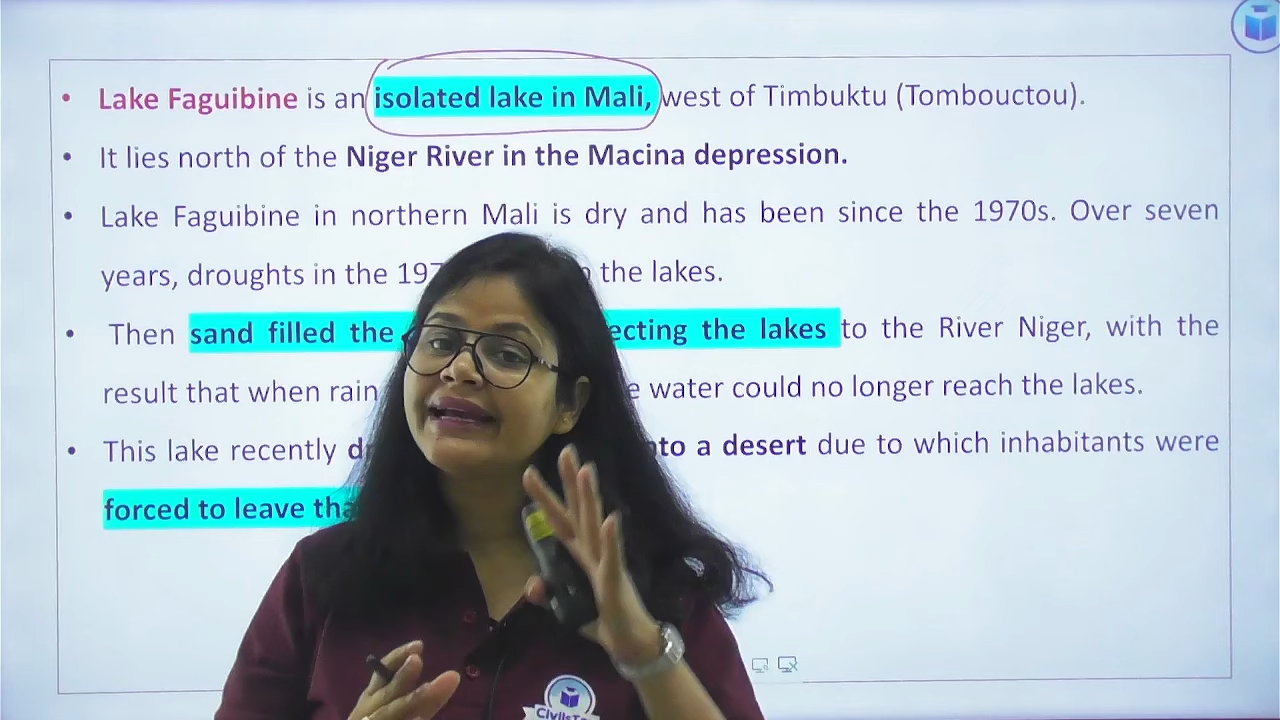 • Lake Faguibine is an isolated lake in Mali, west of Timbuktu (Tombouctou).
• It lies north of the Niger River in the Macina depression.
• Lake Faguibine in northern Mali is dry and has been since the 1970s. Over seven
years, droughts in the 197 the lakes.
• Then sand filled the ecting the lakes to the River Niger, with the
result that when rain water could no longer reach the lakes.
• This lake recently to a desert due to which inhabitants were
forced to leave tha